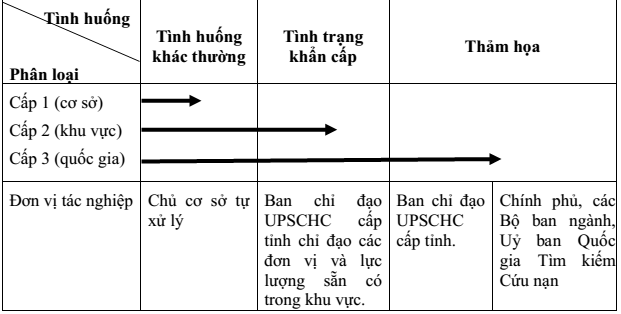 Tình huống
Phân loại
Tình huống
khác thường
Tình trạng
khẩn cấp
Thảm họa
Cấp 1 (cơ sở)
Cấp 2 (khu vực)
Cấp 3 (quốc gia)
Đơn vị tác nghiệp
Chủ cơ sở tự
xử lý
Ban chỉ đạo
UPSCHC cấp
tỉnh chỉ đạo các
đơn vị và lực
lượng sẵn có
trong khu vực.
Ban chỉ đạo
UPSCHC
cấp tỉnh.
Chính phủ, các
Bộ ban ngành,
Uỷ ban Quốc
gia Tìm kiếm
Cứu nạn